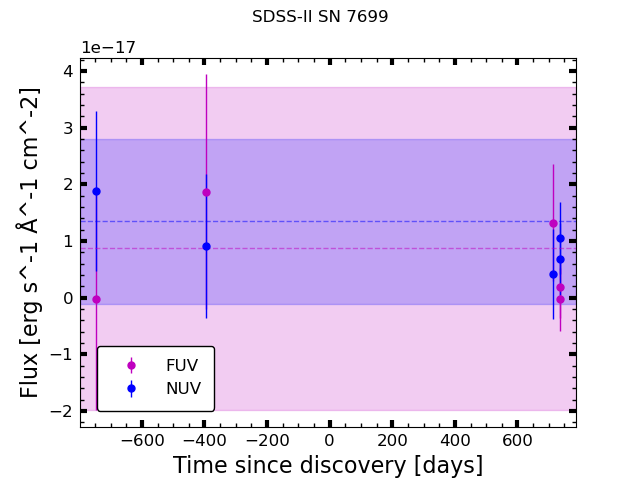 SDSS-II SN 7699
1e−17
4
3
2
1
0
−1
−2
Flux [erg s^-1 Å^-1 cm^-2]
FUV
NUV
−600 −400 −200 0 200 400 600
Time since discovery [days]